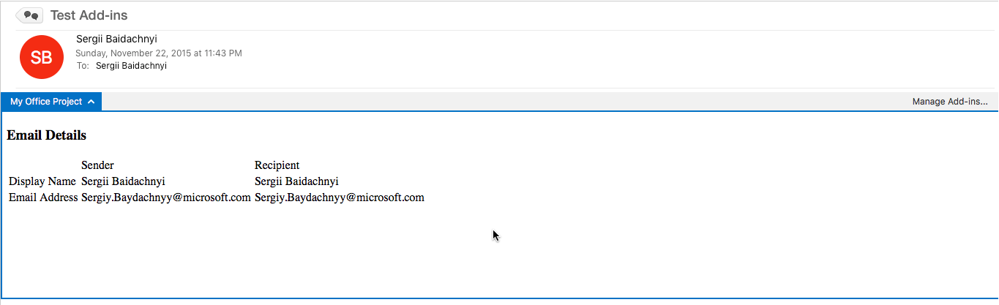 Test Add-ins
SB
Sergii Baidachnyi
Sunday, November 22, 2015 at 11:43 PM
To: Sergii Baidachnyi
My Office Project Manage Add-ins...
Email Details
Sender Recipient
Display Name Sergii Baidachnyi Sergii Baidachnyi
Email Address Sergiy.Baydachnyy@microsoft.com Sergiy.Baydachnyy@microsoft.com